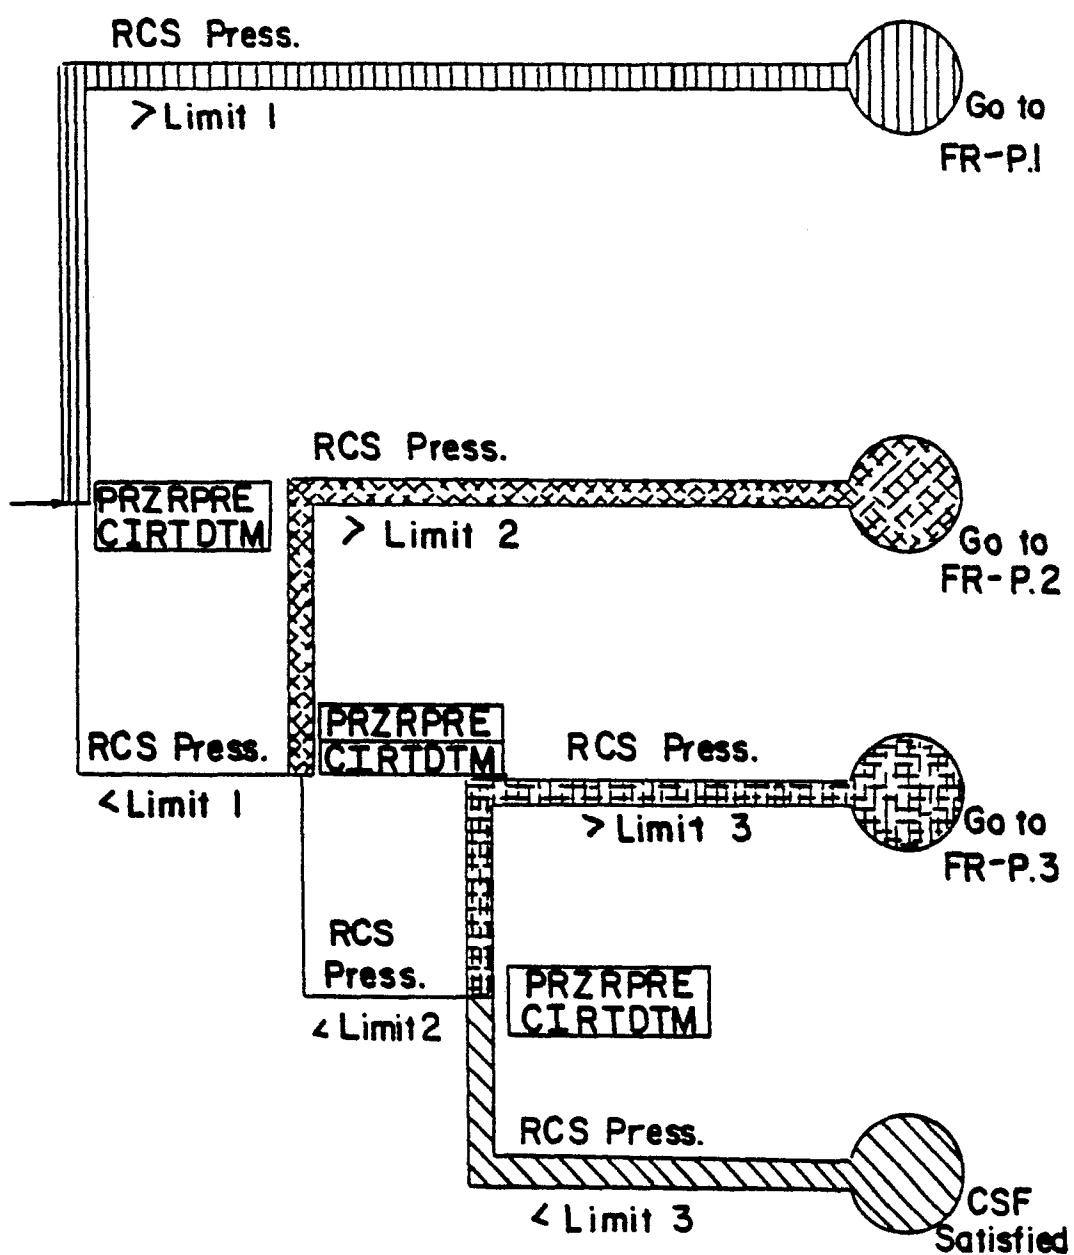 RCS Press.
> Limit 1
Go to
FR-P.1
RCS Press.
> Limit 2
Go to
FR-P.2
PRZRPRE
CIRTDTM
RCS Press.
< Limit 1
PRZRPRE
CIRTDTM
RCS Press.
> Limit 3
Go to
FR-P.3
RCS
Press.
< Limit 2
PRZRPRE
CIRTDTM
RCS Press.
< Limit 3
CSF
Satisfied